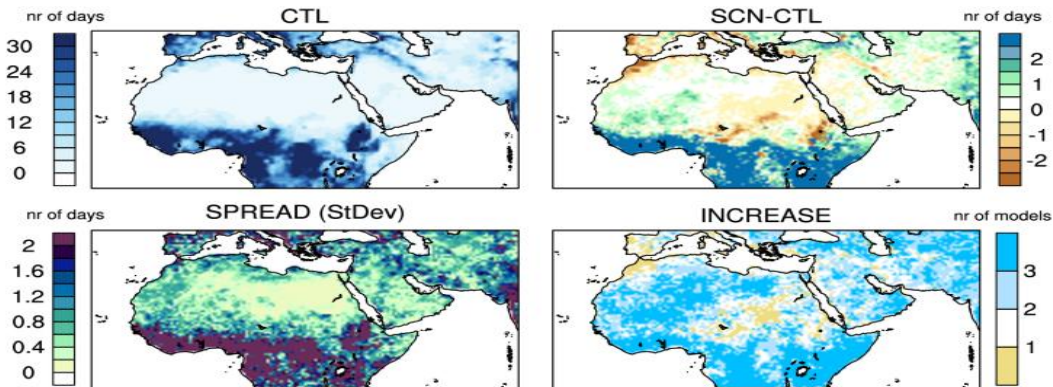 nr of days
CTL
30
24
18
12
6
0
SCN-CTL
nr of days
2
1
0
-1
-2
nr of days
SPREAD (StDev)
2
1.6
1.2
0.8
0.4
0
INCREASE
nr of models
3
2
1